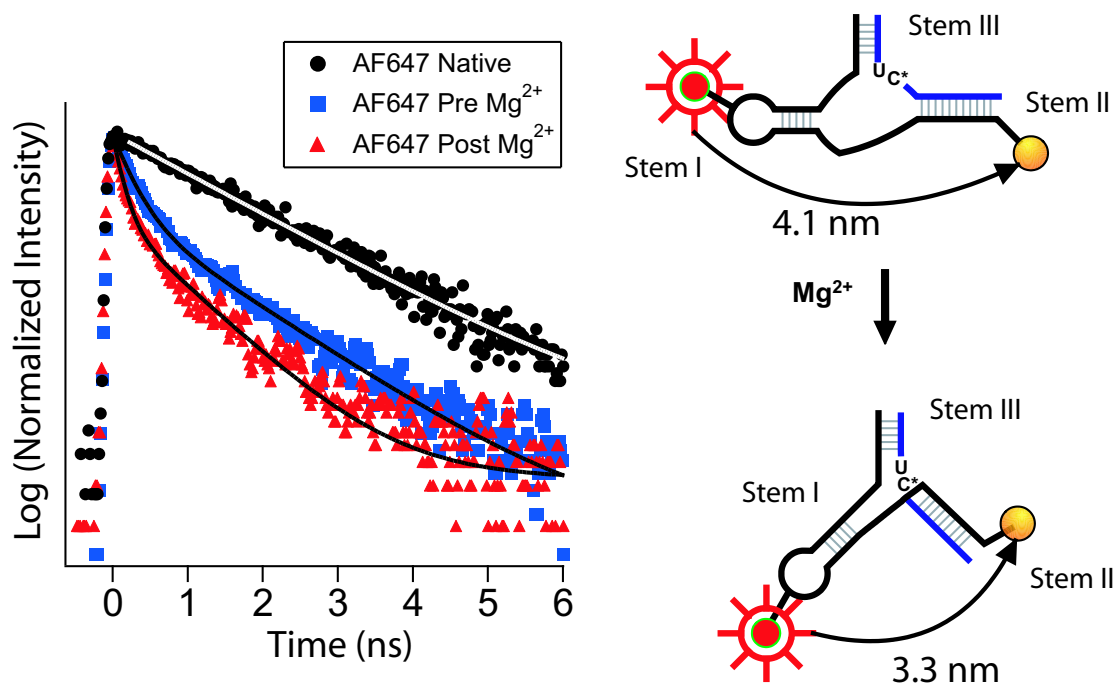 AF647 Native
AF647 Pre Mg²⁺
AF647 Post Mg²⁺
Log (Normalized Intensity)
0 1 2 3 4 5 6
Time (ns)
Stem III
U C*
Stem II
Stem I
4.1 nm
Mg²⁺
Stem III
U
C*
Stem I
Stem II
3.3 nm